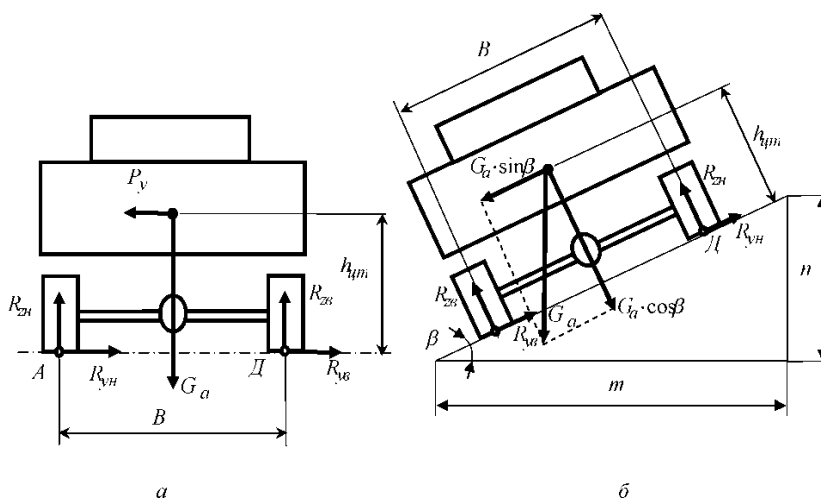 P_y
h_цт
R_zн
R_zв
A
R_yн
G_a
Д
R_yв
B
а
B
h_цт
G_a·sinβ
R_zн
Д
R_yн
R_zв
R_yв
G_a
G_a·cosβ
β
n
m
б